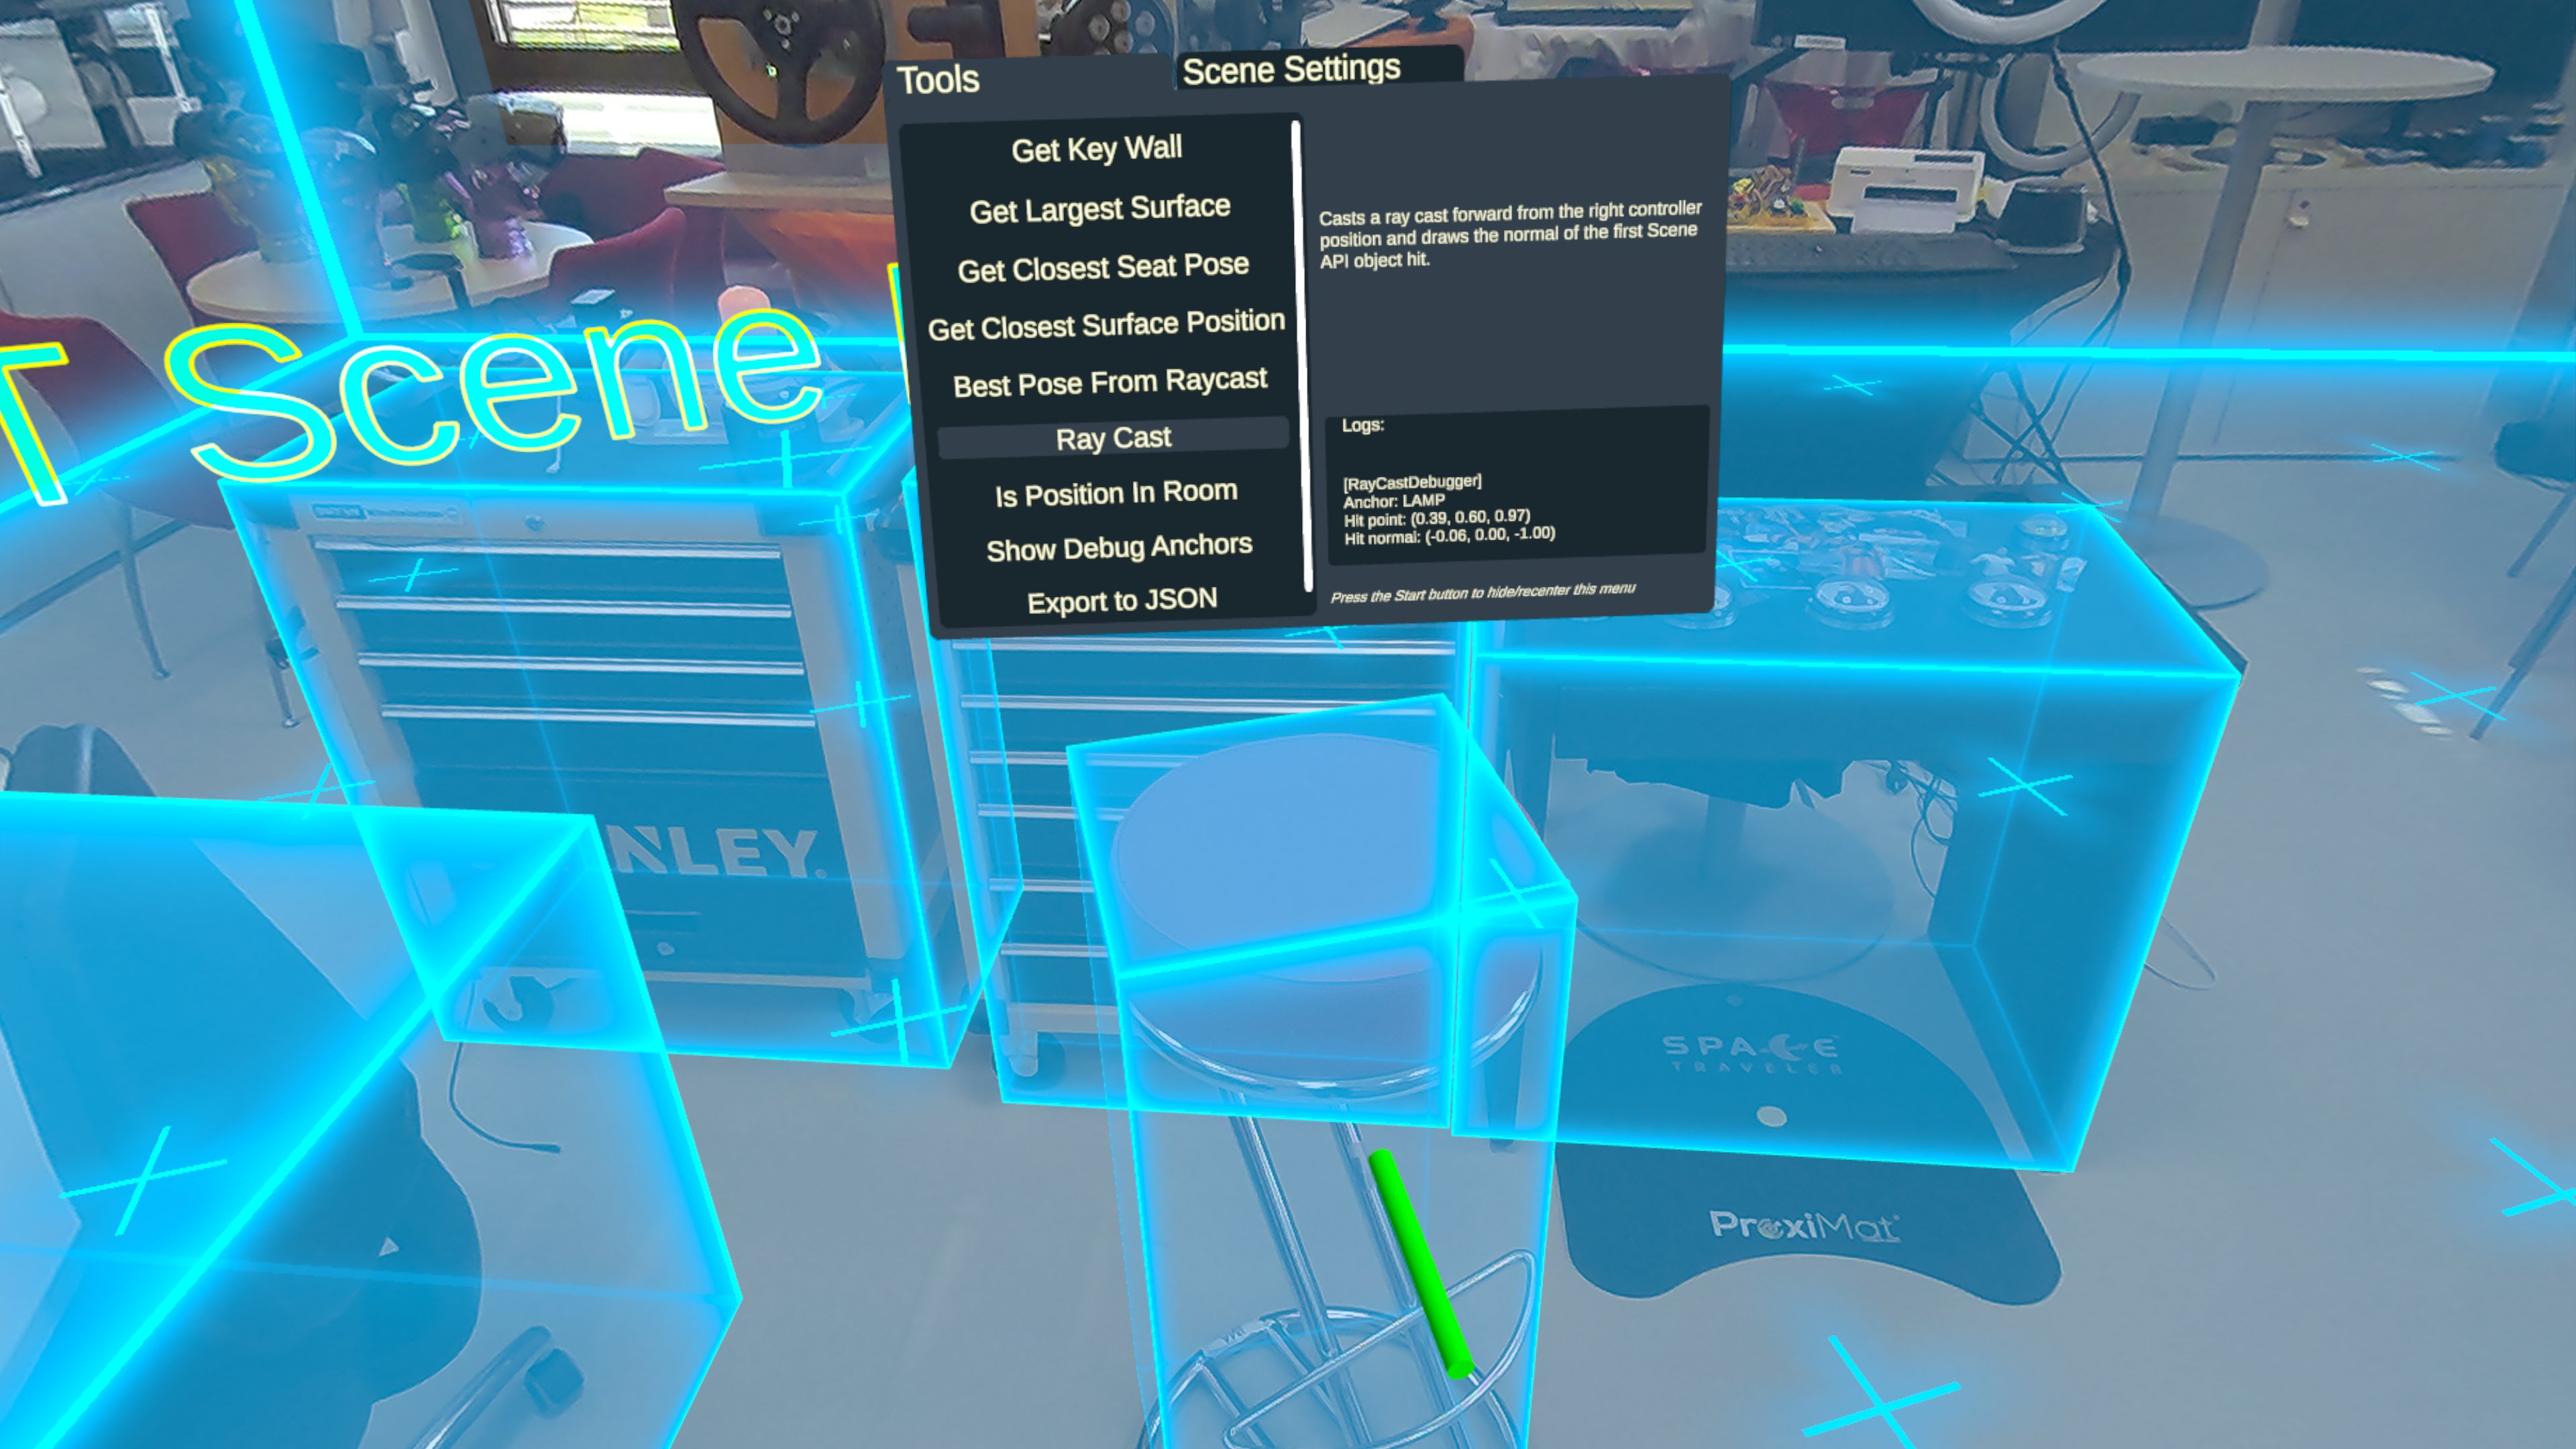 Tools
Scene Settings
Get Key Wall
Get Largest Surface
Get Closest Seat Pose
Get Closest Surface Position
Best Pose From Raycast
Ray Cast
Is Position In Room
Show Debug Anchors
Export to JSON
Casts a ray cast forward from the right controller
position and draws the normal of the first Scene
API object hit.
Logs:
[RayCastDebugger]
Anchor: LAMP
Hit point: (0.39, 0.60, 0.97)
Hit normal: (-0.06, 0.00, -1.00)
Press the Start button to hide/recenter this menu
T Scene
NLEY.
SPACE
TRAVELER
ProxiMat